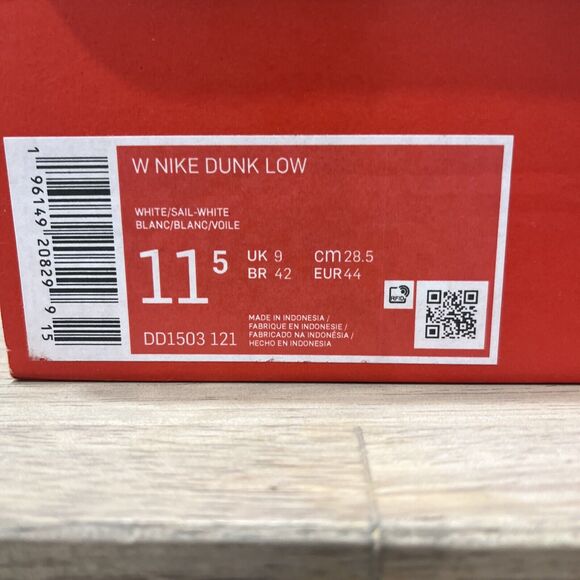 W NIKE DUNK LOW
WHITE/SAIL-WHITE
BLANC/BLANC/VOILE
11 5
UK 9 cm 28.5
BR 42 EUR 44
RFID
DD1503 121
MADE IN INDONESIA /
FABRIQUE EN INDONESIE /
FABRICADO NA INDONÉSIA /
HECHO EN INDONESIA
1 96149 20829 9 15